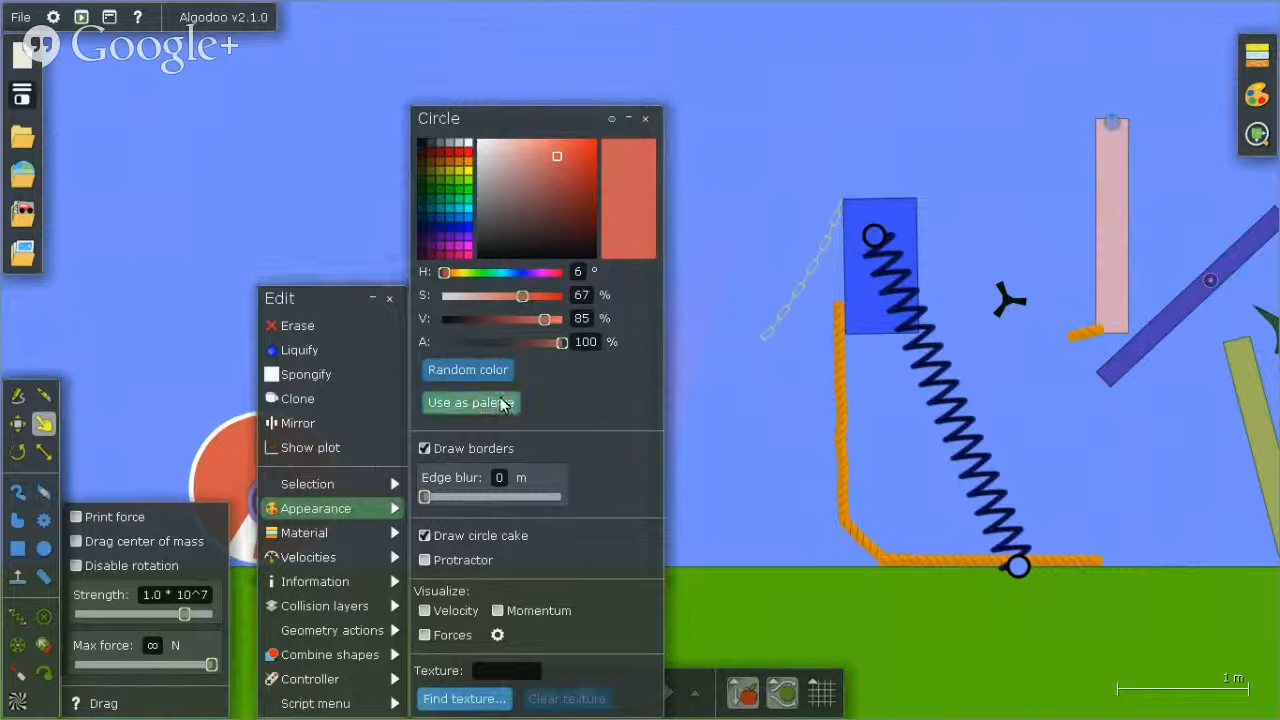 File
?
Algodoo v2.1.0
Google+
Circle
H: 6 °
S: 67 %
V: 85 %
A: 100 %
Random color
Use as palette
Draw borders
Edge blur: 0 m
Draw circle cake
Protractor
Visualize:
Velocity
Momentum
Forces
Texture:
Find texture...
Clear texture
Edit
Erase
Liquify
Spongify
Clone
Mirror
Show plot
Selection
Appearance
Material
Velocities
Information
Collision layers
Geometry actions
Combine shapes
Controller
Script menu
Print force
Drag center of mass
Disable rotation
Strength: 1.0 * 10^7
Max force: ∞ N
? Drag
1 m